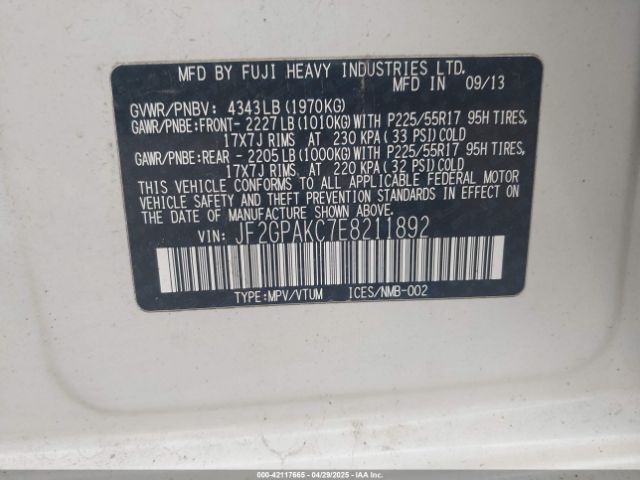 MFD BY FUJI HEAVY INDUSTRIES LTD.
MFD IN 09/13
GVWR/PNBV: 4343LB (1970KG)
GAWR/PNBE:FRONT- 2227LB (1010KG)WITH P225/55R17 95H TIRES,
17X7J RIMS AT 230 KPA (33 PSI)COLD
GAWR/PNBE:REAR - 2205LB (1000KG)WITH P225/55R17 95H TIRES,
17X7J RIMS AT 220 KPA (32 PSI)COLD
THIS VEHICLE CONFORMS TO ALL APPLICABLE FEDERAL MOTOR
VEHICLE SAFETY AND THEFT PREVENTION STANDARDS IN EFFECT
ON THE DATE OF MANUFACTURE SHOWN ABOVE.
VIN: JF2GPAKC7E8211892
TYPE:MPV/VTUM ICES/NMB-002
000-42117665 - 04/29/2025 - IAAI.COM